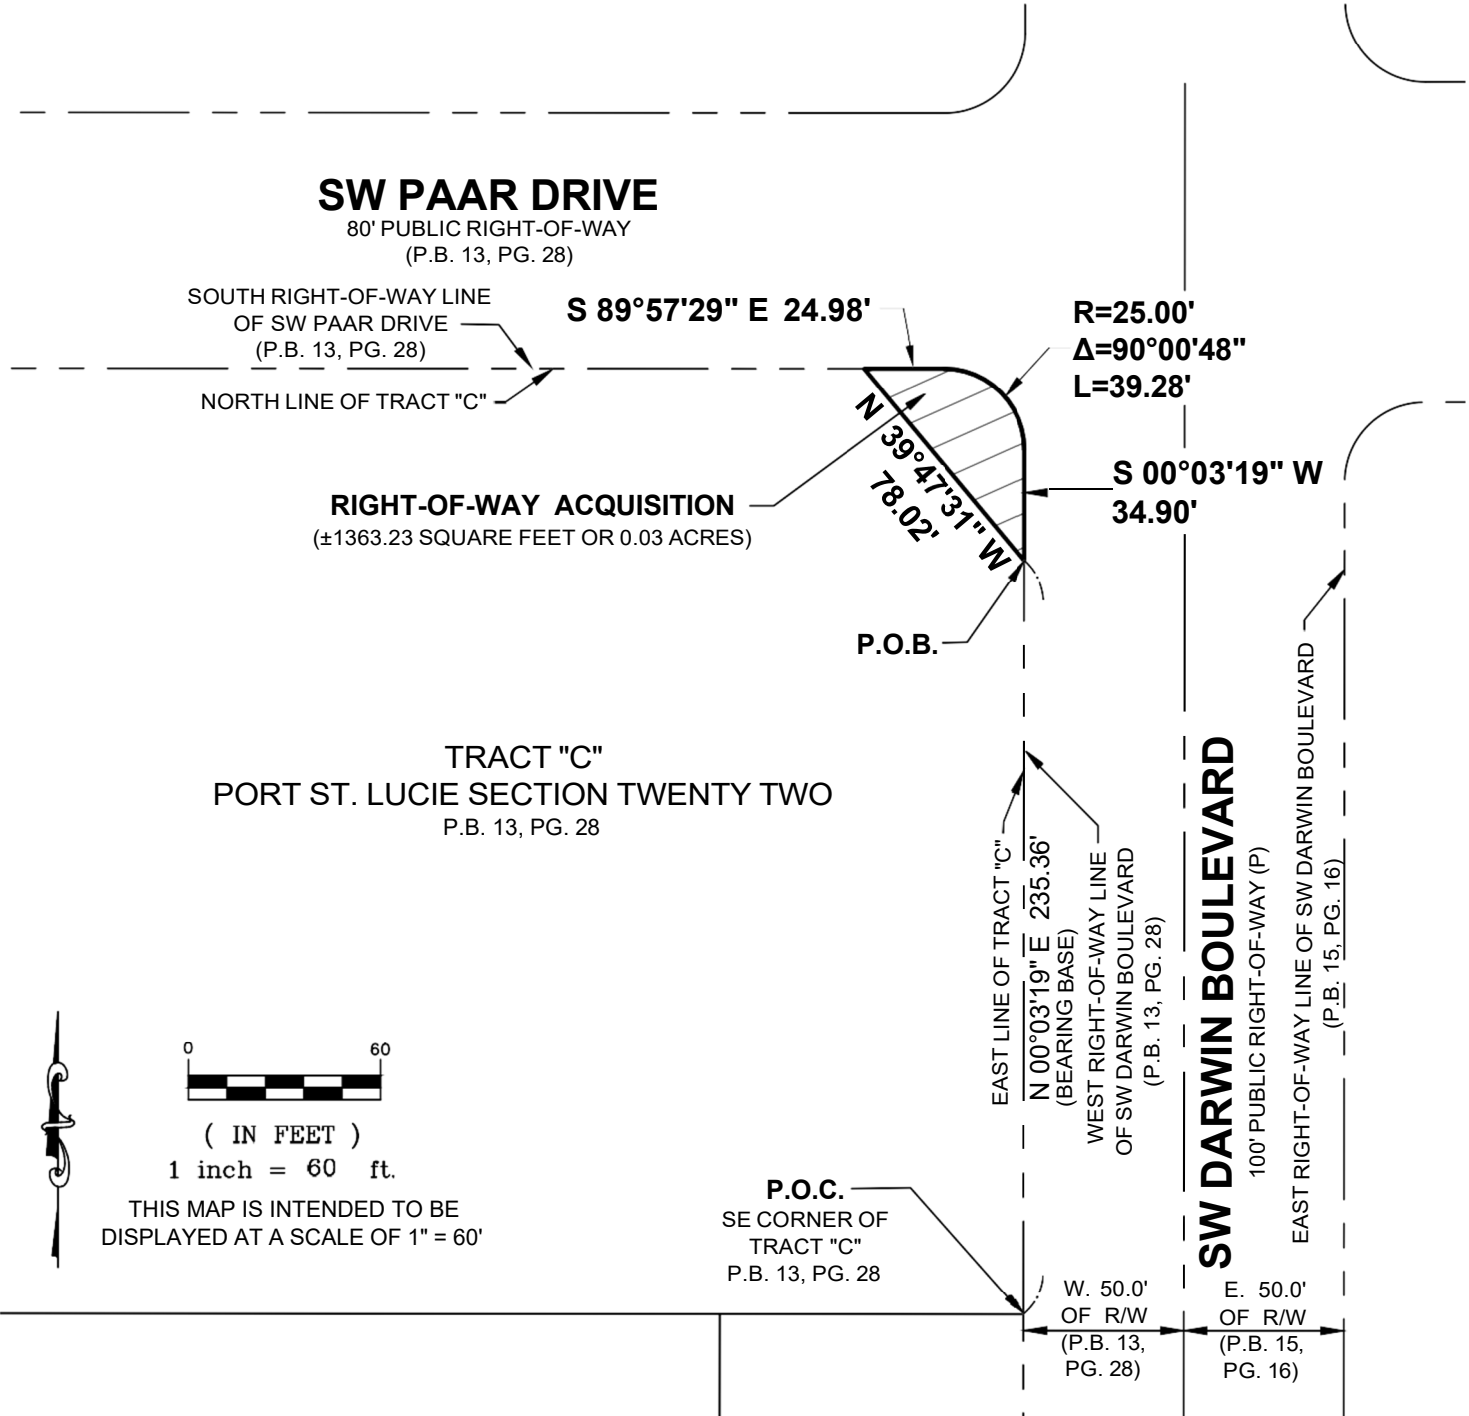 SW PAAR DRIVE
80' PUBLIC RIGHT-OF-WAY
(P.B. 13, PG. 28)
SOUTH RIGHT-OF-WAY LINE
OF SW PAAR DRIVE
(P.B. 13, PG. 28)
S 89°57'29" E 24.98'
R=25.00'
Δ=90°00'48"
L=39.28'
NORTH LINE OF TRACT "C"
N 39°47'31" W
78.02'
S 00°03'19" W
34.90'
RIGHT-OF-WAY ACQUISITION
(±1363.23 SQUARE FEET OR 0.03 ACRES)
P.O.B.
TRACT "C"
PORT ST. LUCIE SECTION TWENTY TWO
P.B. 13, PG. 28
EAST LINE OF TRACT "C"
N 00°03'19" E 235.36'
(BEARING BASE)
WEST RIGHT-OF-WAY LINE
OF SW DARWIN BOULEVARD
(P.B. 13, PG. 28)
SW DARWIN BOULEVARD
100' PUBLIC RIGHT-OF-WAY (P)
EAST RIGHT-OF-WAY LINE OF SW DARWIN BOULEVARD
(P.B. 15, PG. 16)
0 60
( IN FEET )
1 inch = 60 ft.
THIS MAP IS INTENDED TO BE
DISPLAYED AT A SCALE OF 1" = 60'
P.O.C.
SE CORNER OF
TRACT "C"
P.B. 13, PG. 28
W. 50.0'
OF R/W
(P.B. 13,
PG. 28)
E. 50.0'
OF R/W
(P.B. 15,
PG. 16)